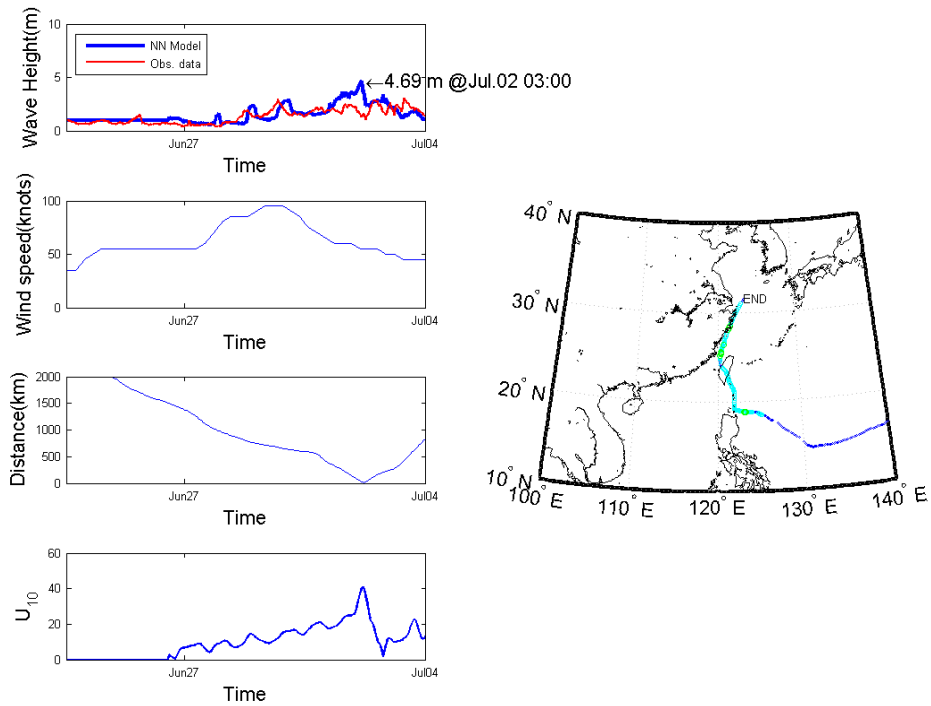 10
5
0
Wave Height(m)
NN Model
Obs. data
←4.69 m @Jul.02 03:00
Jun27
Jul04
Time
100
50
0
Wind speed(knots)
Jun27
Jul04
Time
2000
1500
1000
500
0
Distance(km)
Jun27
Jul04
Time
60
40
20
0
U10
Jun27
Jul04
Time
40° N
30° N
20° N
10° N
END
100° E
110° E
120° E
130° E
140° E